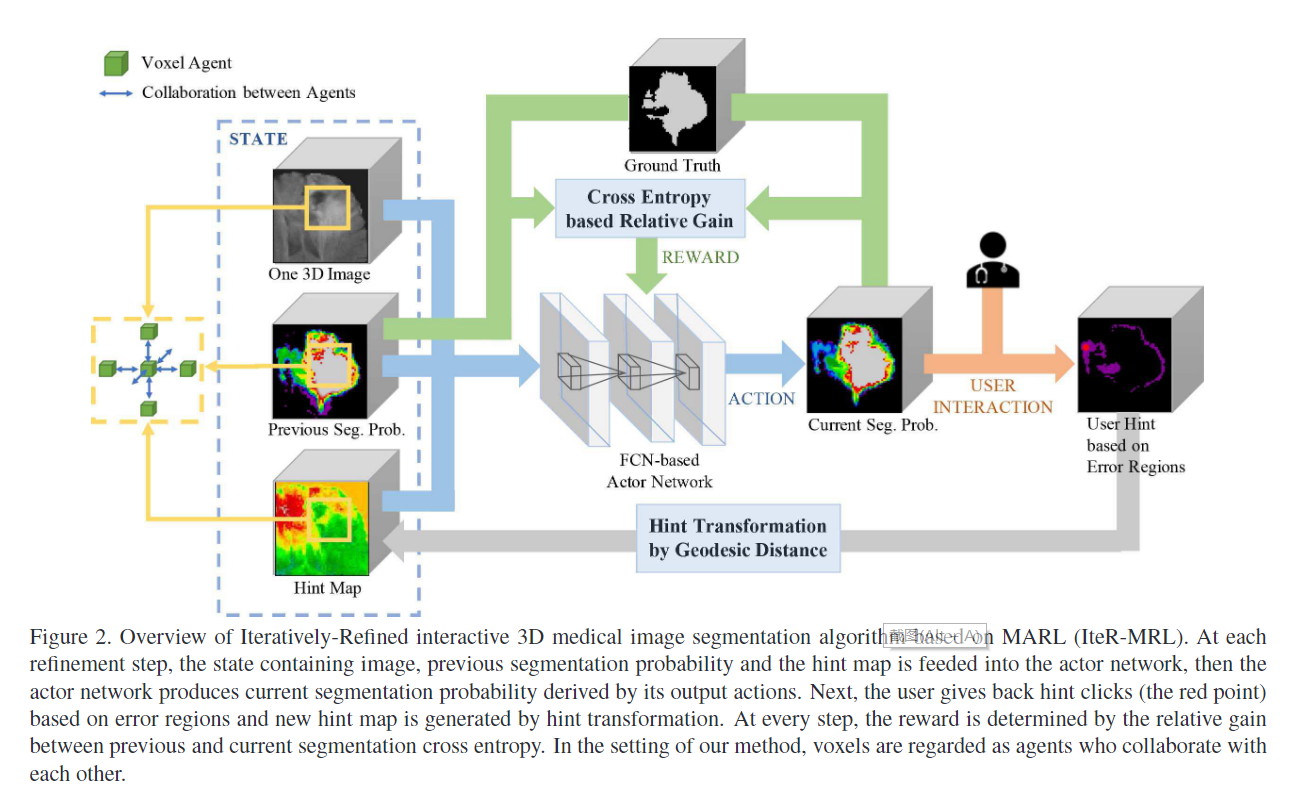 Voxel Agent
Collaboration between Agents
STATE
One 3D Image
Previous Seg. Prob.
Hint Map
Ground Truth
Cross Entropy
based Relative Gain
REWARD
FCN-based
Actor Network
ACTION
Current Seg. Prob.
USER
INTERACTION
User Hint
based on
Error Regions
Hint Transformation
by Geodesic Distance
Figure 2. Overview of Iteratively-Refined interactive 3D medical image segmentation algorithm based on MARL (IteR-MRL). At each
截图(Alt + A)
refinement step, the state containing image, previous segmentation probability and the hint map is feeded into the actor network, then the
actor network produces current segmentation probability derived by its output actions. Next, the user gives back hint clicks (the red point)
based on error regions and new hint map is generated by hint transformation. At every step, the reward is determined by the relative gain
between previous and current segmentation cross entropy. In the setting of our method, voxels are regarded as agents who collaborate with
each other.